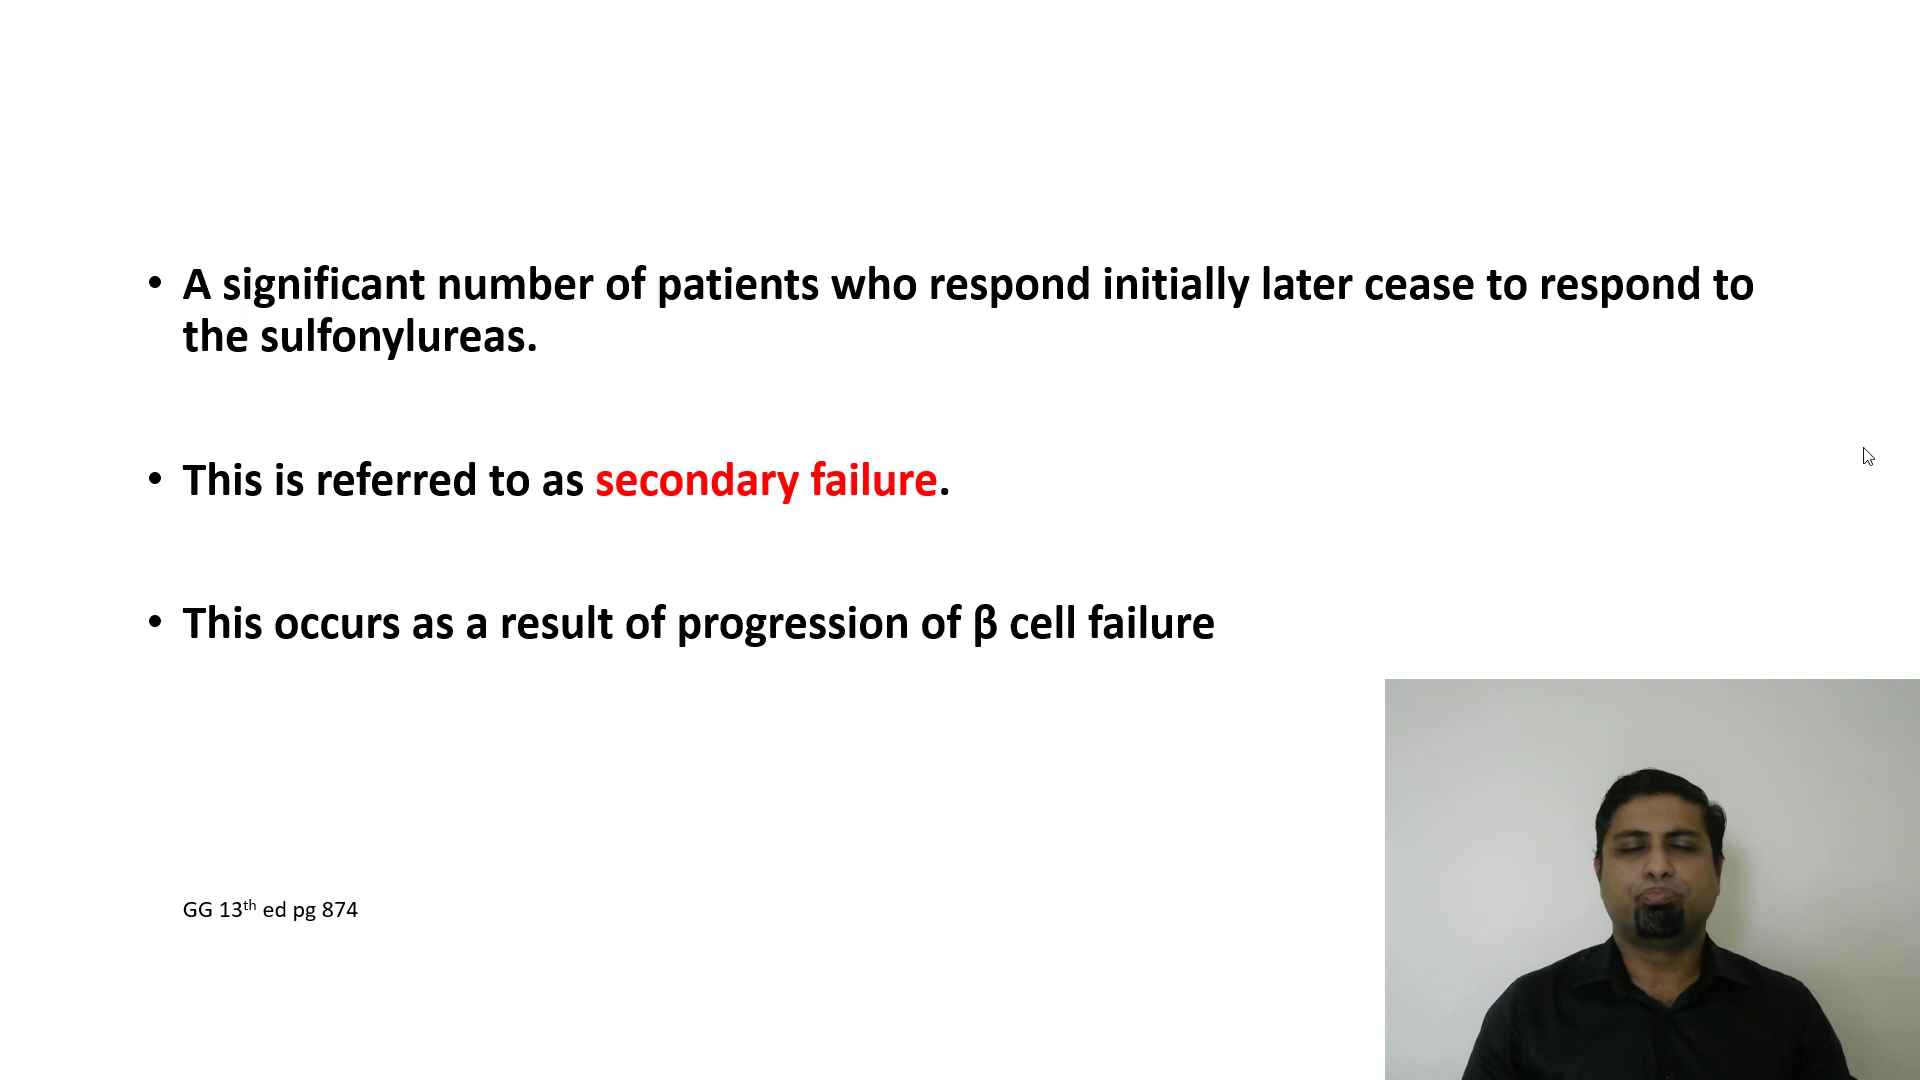 • A significant number of patients who respond initially later cease to respond to
the sulfonylureas.
• This is referred to as secondary failure.
• This occurs as a result of progression of β cell failure
GG 13th ed pg 874